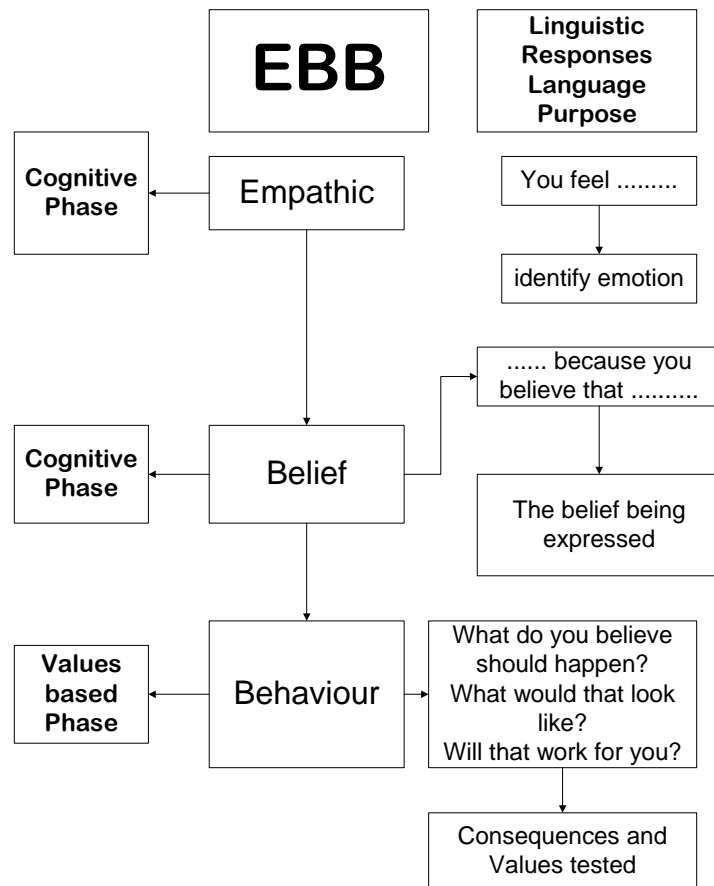 EBB
Linguistic
Responses
Language
Purpose
Cognitive
Phase
Empathic
You feel .........
identify emotion
Cognitive
Phase
Belief
...... because you
believe that ..........
The belief being
expressed
Values
based
Phase
Behaviour
What do you believe
should happen?
What would that look
like?
Will that work for you?
Consequences and
Values tested